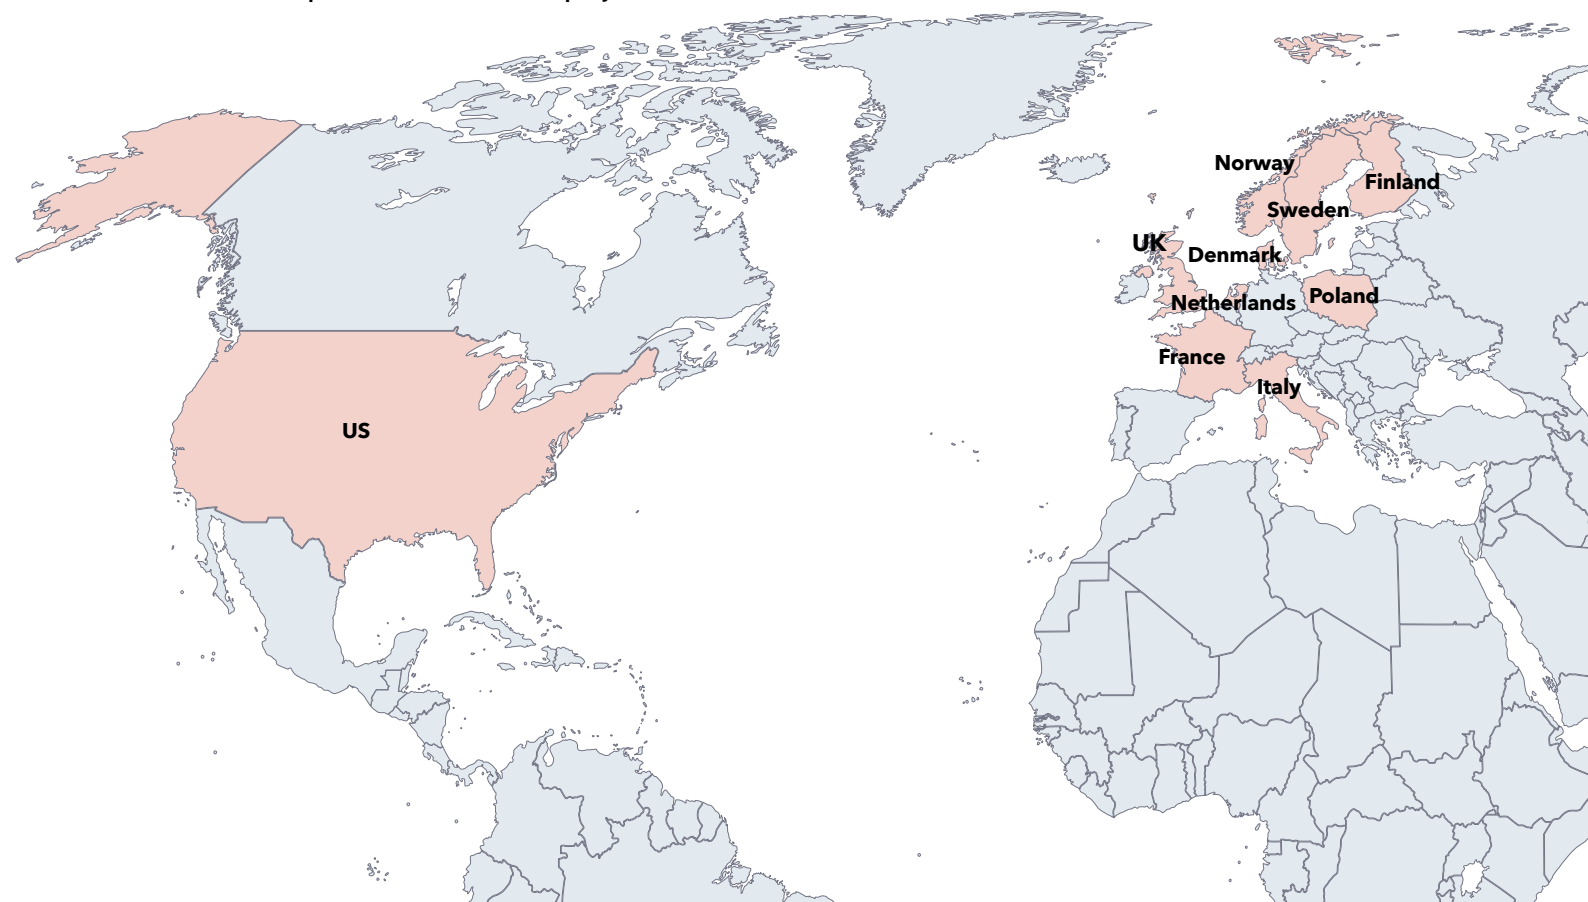 Norway
Finland
Sweden
UK
Denmark
Netherlands
Poland
France
Italy
US